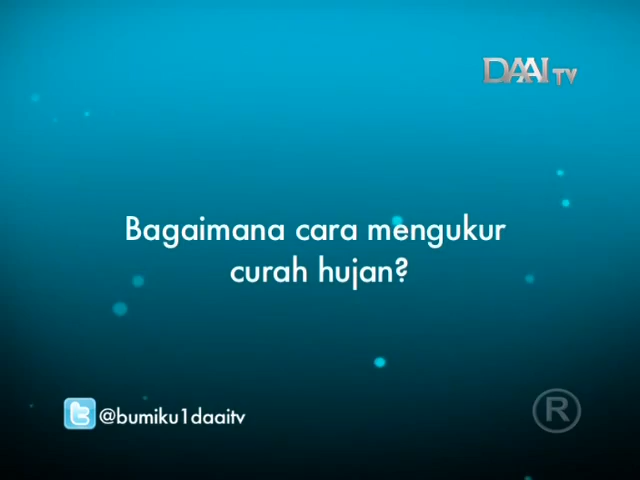 DAAI TV
Bagaimana cara mengukur
curah hujan?
@bumiku1daaitv
®